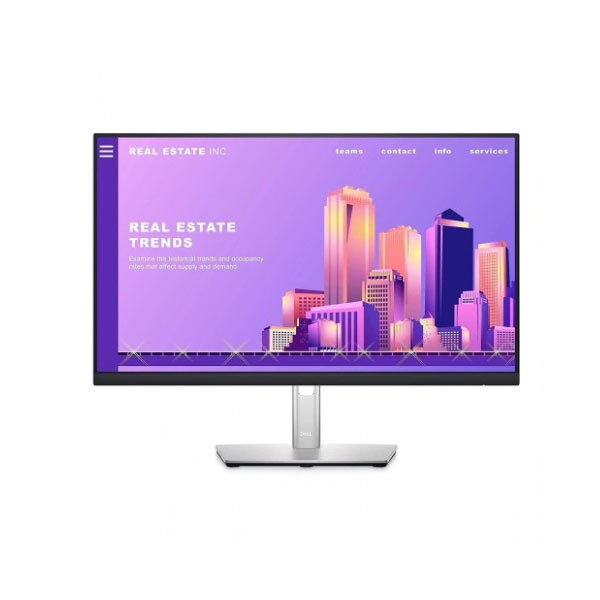 REAL ESTATE INC.
teams contact info services
REAL ESTATE
TRENDS
Examine the historical trends and occupancy
rates that affect supply and demand.
DELL